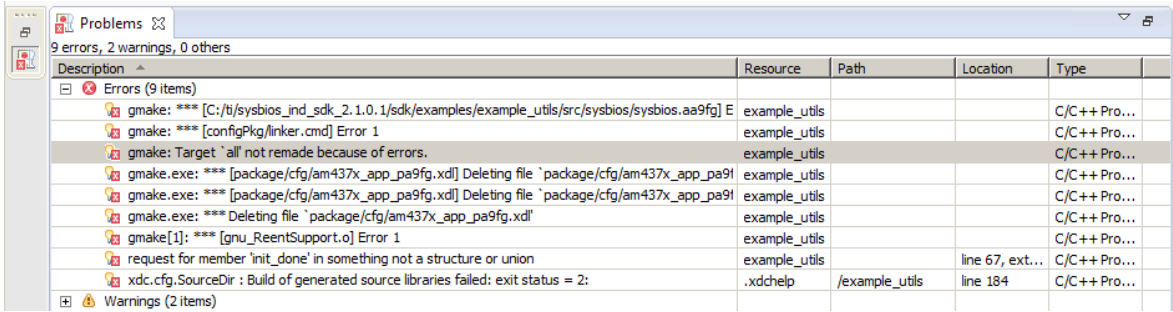 Problems
9 errors, 2 warnings, 0 others
Description Resource Path Location Type
Errors (9 items)
gmake: *** [C:/ti/sysbios_ind_sdk_2.1.0.1/sdk/examples/example_utils/src/sysbios/sysbios.aa9fg] E example_utils C/C++ Pro...
gmake: *** [configPkg/linker.cmd] Error 1 example_utils C/C++ Pro...
gmake: Target `all' not remade because of errors. example_utils C/C++ Pro...
gmake.exe: *** [package/cfg/am437x_app_pa9fg.xdl] Deleting file `package/cfg/am437x_app_pa9f example_utils C/C++ Pro...
gmake.exe: *** [package/cfg/am437x_app_pa9fg.xdl] Deleting file `package/cfg/am437x_app_pa9f example_utils C/C++ Pro...
gmake.exe: *** Deleting file `package/cfg/am437x_app_pa9fg.xdl' example_utils C/C++ Pro...
gmake[1]: *** [gnu_ReentSupport.o] Error 1 example_utils C/C++ Pro...
request for member 'init_done' in something not a structure or union example_utils line 67, ext... C/C++ Pro...
xdc.cfg.SourceDir : Build of generated source libraries failed: exit status = 2: .xdchelp /example_utils line 184 C/C++ Pro...
Warnings (2 items)